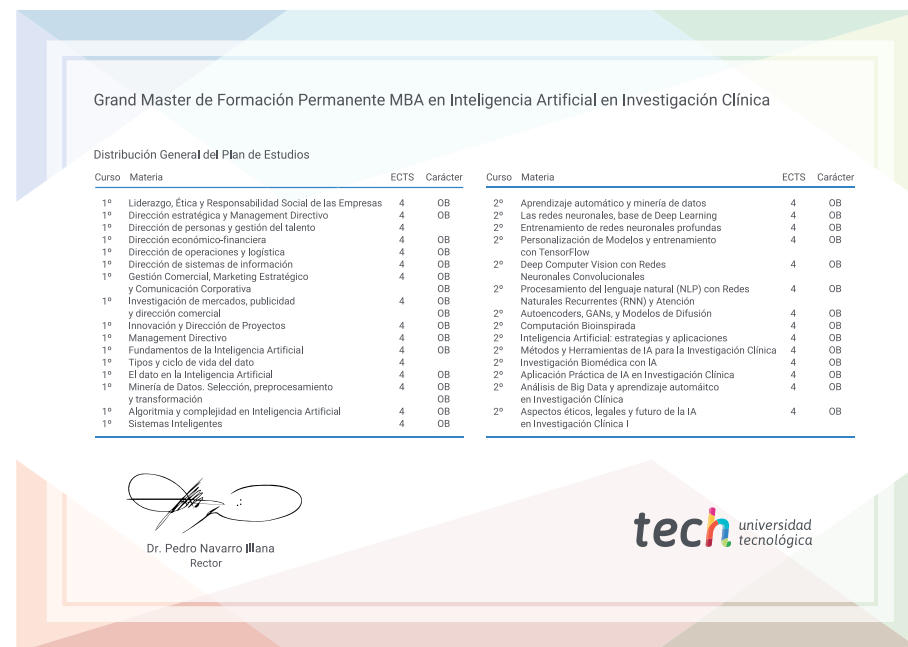 Grand Master de Formación Permanente MBA en Inteligencia Artificial en Investigación Clínica
Distribución General del Plan de Estudios
Curso Materia ECTS Carácter
1º Liderazgo, Ética y Responsabilidad Social de las Empresas 4 OB
1º Dirección estratégica y Management Directivo 4 OB
1º Dirección de personas y gestión del talento 4
1º Dirección económico-financiera 4 OB
1º Dirección de operaciones y logística 4 OB
1º Dirección de sistemas de información 4 OB
1º Gestión Comercial, Marketing Estratégico 4 OB
y Comunicación Corporativa OB
1º Investigación de mercados, publicidad 4 OB
y dirección comercial OB
1º Innovación y Dirección de Proyectos 4 OB
1º Management Directivo 4 OB
1º Fundamentos de la Inteligencia Artificial 4 OB
1º Tipos y ciclo de vida del dato 4
1º El dato en la Inteligencia Artificial 4 OB
1º Minería de Datos. Selección, preprocesamiento 4 OB
y transformación OB
1º Algoritmia y complejidad en Inteligencia Artificial 4 OB
1º Sistemas Inteligentes 4 OB
Curso Materia ECTS Carácter
2º Aprendizaje automático y minería de datos 4 OB
2º Las redes neuronales, base de Deep Learning 4 OB
2º Entrenamiento de redes neuronales profundas 4 OB
2º Personalización de Modelos y entrenamiento 4 OB
con TensorFlow
2º Deep Computer Vision con Redes 4 OB
Neuronales Convolucionales
2º Procesamiento del lenguaje natural (NLP) con Redes 4 OB
Naturales Recurrentes (RNN) y Atención
2º Autoencoders, GANs, y Modelos de Difusión 4 OB
2º Computación Bioinspirada 4 OB
2º Inteligencia Artificial: estrategias y aplicaciones 4 OB
2º Métodos y Herramientas de IA para la Investigación Clínica 4 OB
2º Investigación Biomédica con IA 4 OB
2º Aplicación Práctica de IA en Investigación Clínica 4 OB
2º Análisis de Big Data y aprendizaje automáitco 4 OB
en Investigación Clínica
2º Aspectos éticos, legales y futuro de la IA 4 OB
en Investigación Clínica I
Dr. Pedro Navarro Illana
Rector
tech universidad
tecnológica